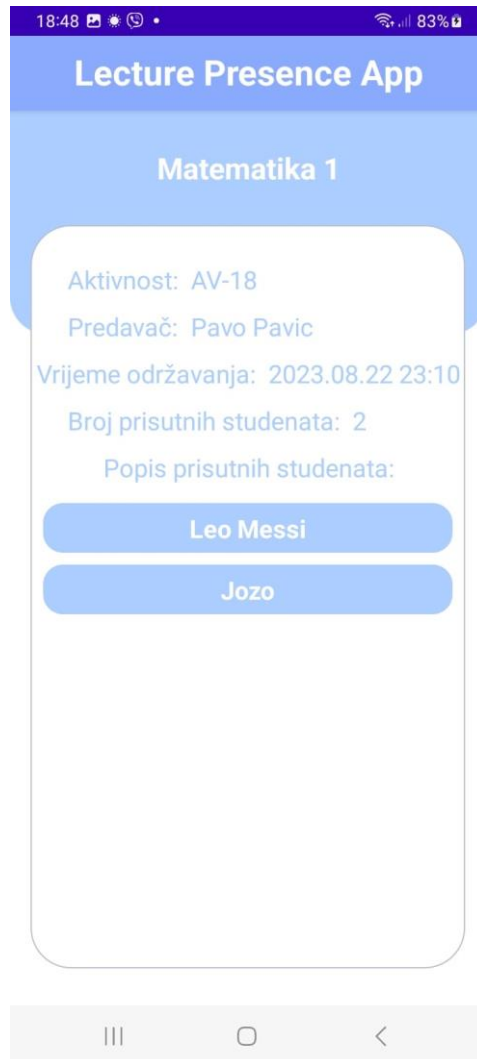 18:48 83%
Lecture Presence App
Matematika 1
Aktivnost: AV-18
Predavač: Pavo Pavic
Vrijeme održavanja: 2023.08.22 23:10
Broj prisutnih studenata: 2
Popis prisutnih studenata:
Leo Messi
Jozo